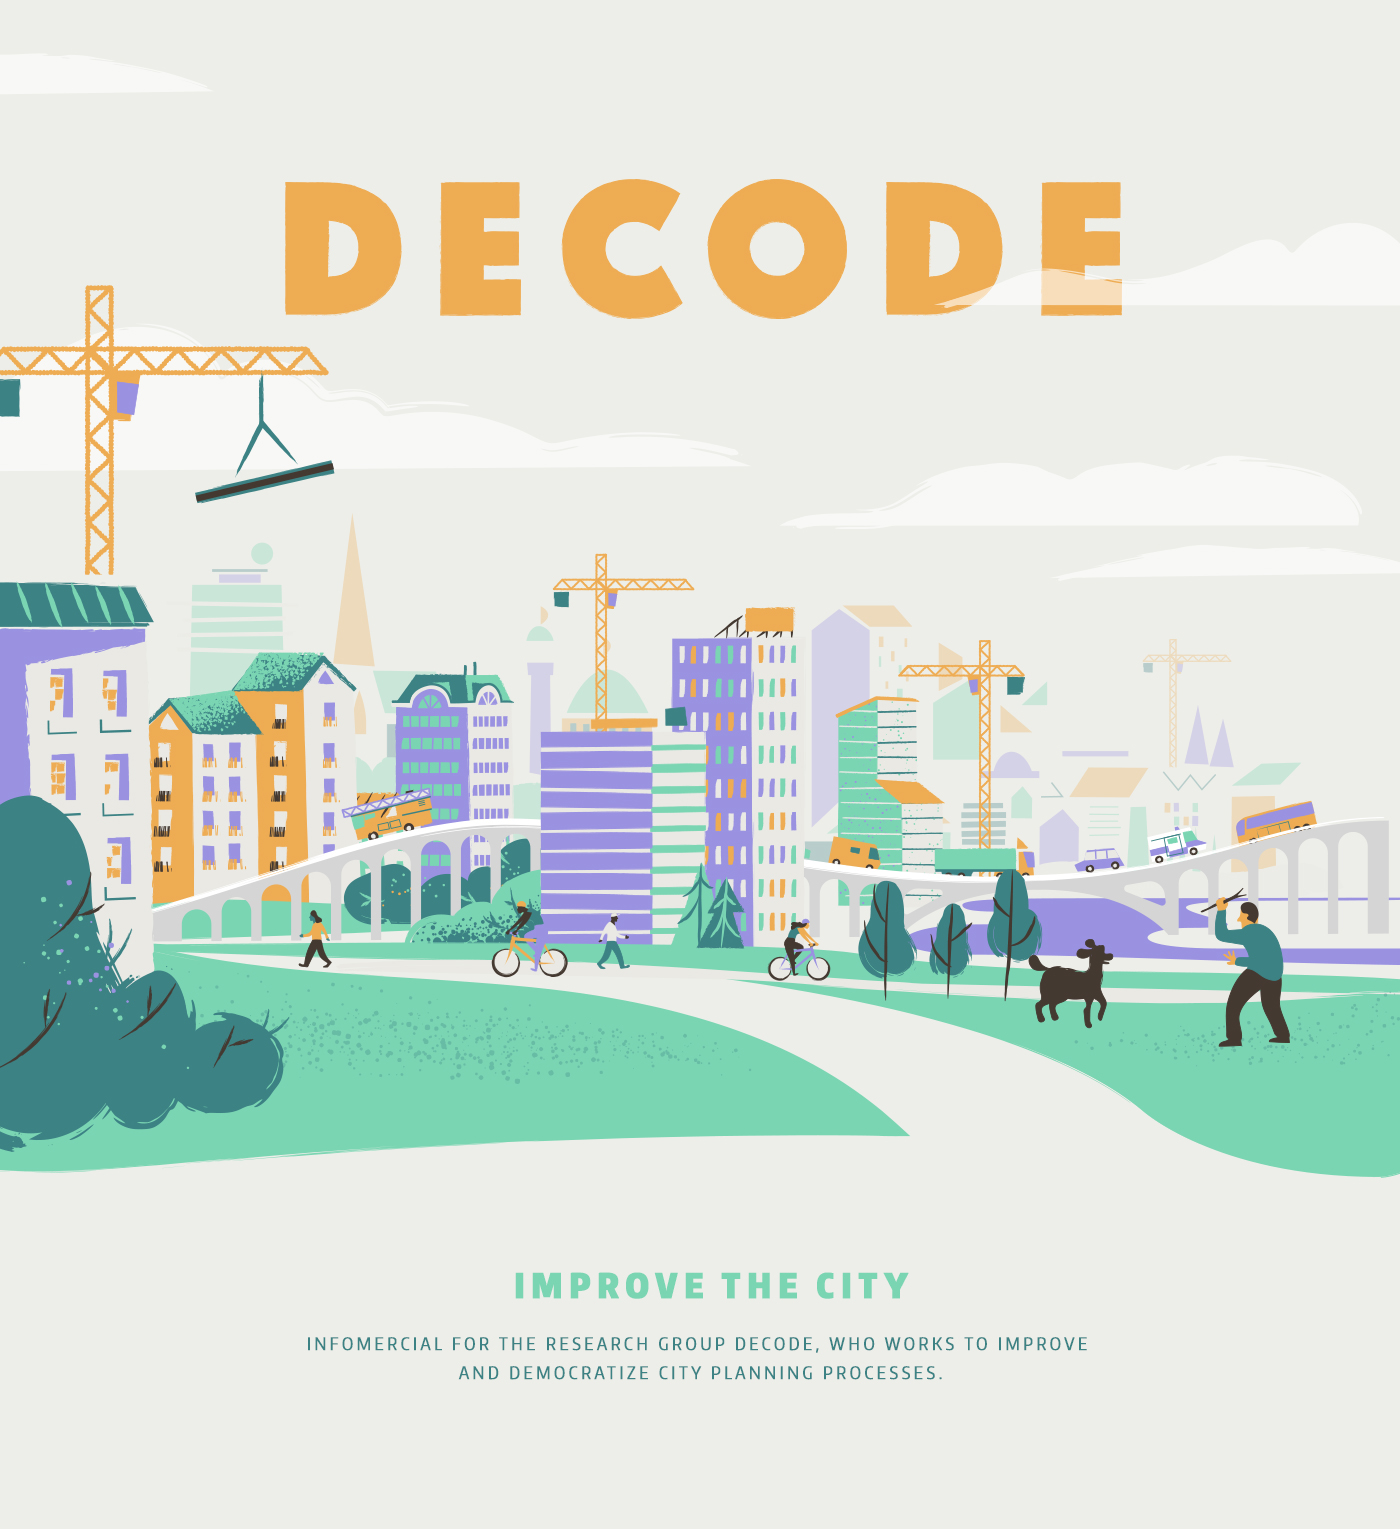 DECODE
IMPROVE THE CITY
INFOMERCIAL FOR THE RESEARCH GROUP DECODE, WHO WORKS TO IMPROVE
AND DEMOCRATIZE CITY PLANNING PROCESSES.